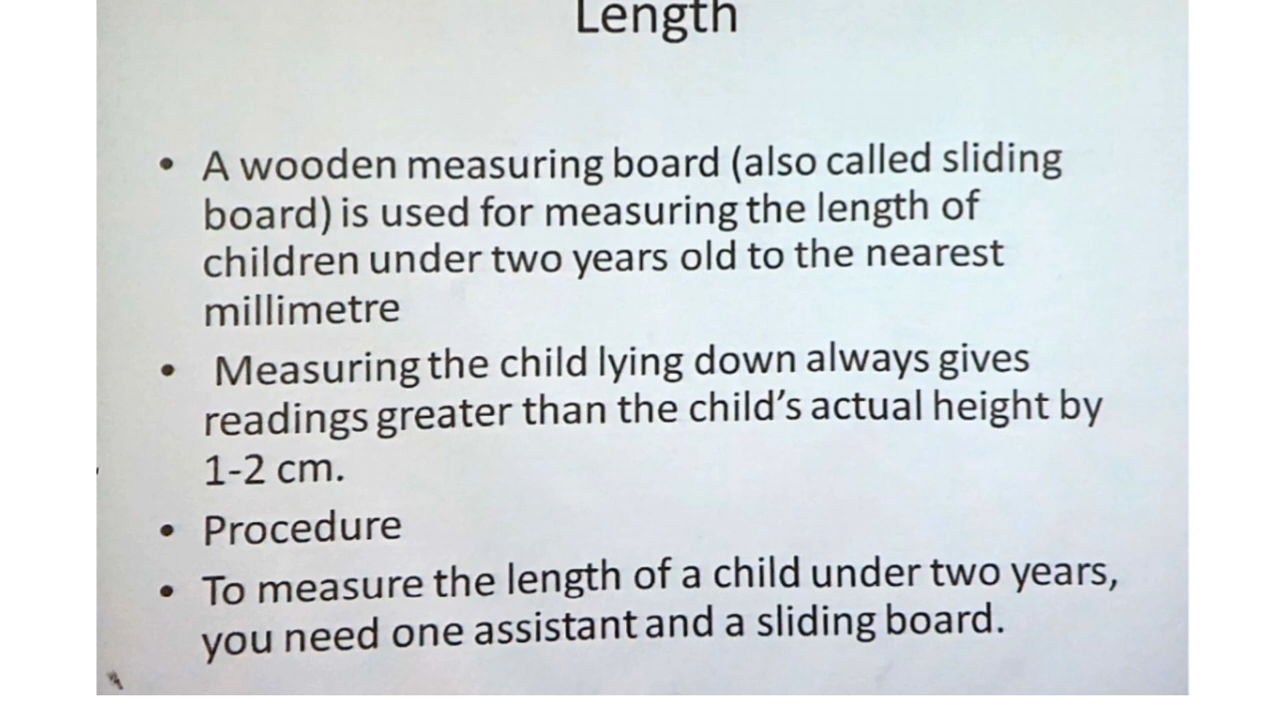 Length
• A wooden measuring board (also called sliding
board) is used for measuring the length of
children under two years old to the nearest
millimetre
• Measuring the child lying down always gives
readings greater than the child's actual height by
1-2 cm.
• Procedure
• To measure the length of a child under two years,
you need one assistant and a sliding board.